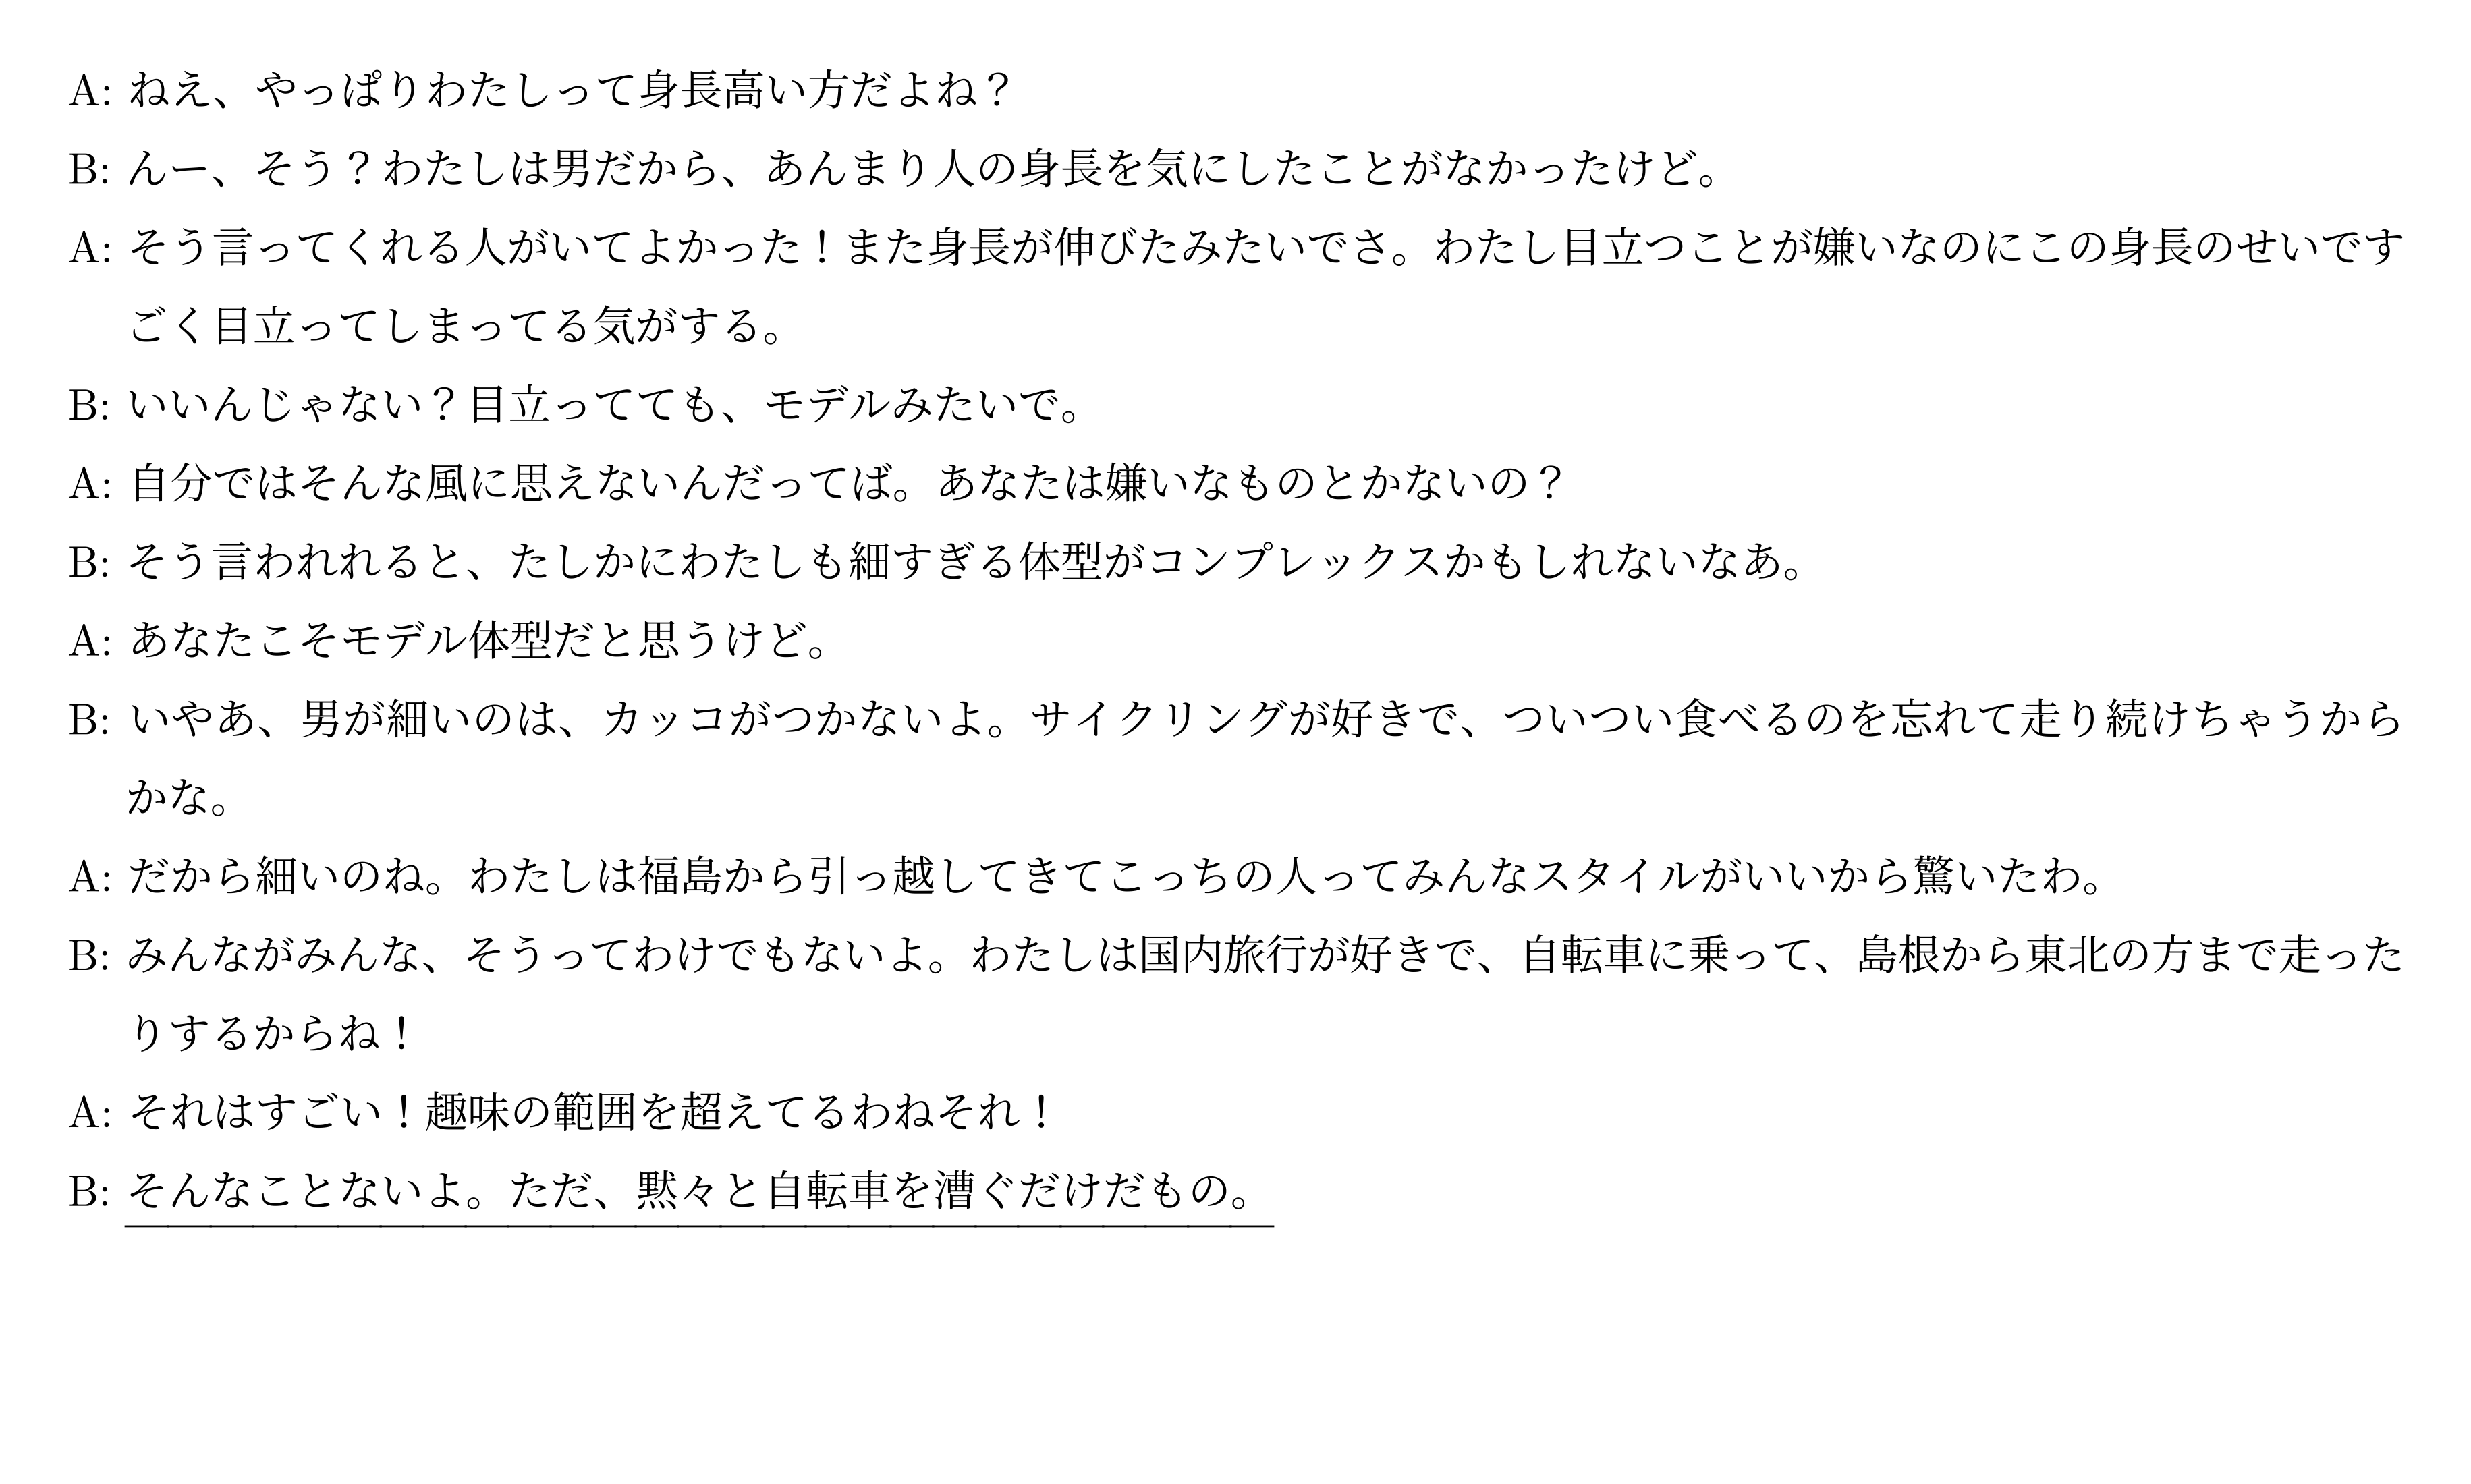 A: ねえ、やっぱりわたしって身長高い方だよね？
B: んー、そう？わたしは男だから、あんまり人の身長を気にしたことがなかったけど。
A: そう言ってくれる人がいてよかった！また身長が伸びたみたいでさ。わたし目立つことが嫌いなのにこの身長のせいです
ごく目立ってしまってる気がする。
B: いいんじゃない？目立ってても、モデルみたいで。
A: 自分ではそんな風に思えないんだってば。あなたは嫌いなものとかないの？
B: そう言われれると、たしかにわたしも細すぎる体型がコンプレックスかもしれないなあ。
A: あなたこそモデル体型だと思うけど。
B: いやあ、男が細いのは、カッコがつかないよ。サイクリングが好きで、ついつい食べるのを忘れて走り続けちゃうから
かな。
A: だから細いのね。わたしは福島から引っ越してきてこっちの人ってみんなスタイルがいいから驚いたわ。
B: みんながみんな、そうってわけでもないよ。わたしは国内旅行が好きで、自転車に乗って、島根から東北の方まで走った
りするからね！
A: それはすごい！趣味の範囲を超えてるわねそれ！
B: そんなことないよ。ただ、黙々と自転車を漕ぐだけだもの。